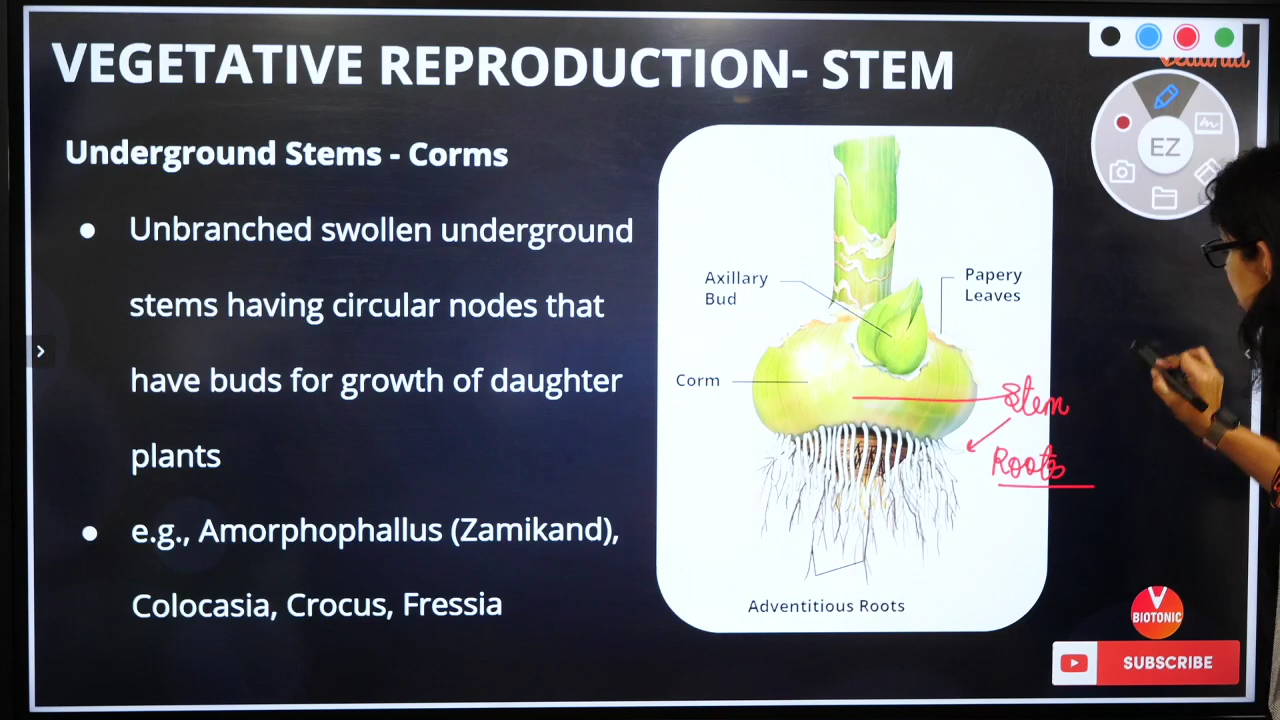 VEGETATIVE REPRODUCTION- STEM
EZ
Underground Stems - Corms
● Unbranched swollen underground
stems having circular nodes that
have buds for growth of daughter
plants
● e.g., Amorphophallus (Zamikand),
Colocasia, Crocus, Fressia
Axillary
Bud
Papery
Leaves
Corm
Stem
Roots
Adventitious Roots
BIOTONIC
SUBSCRIBE